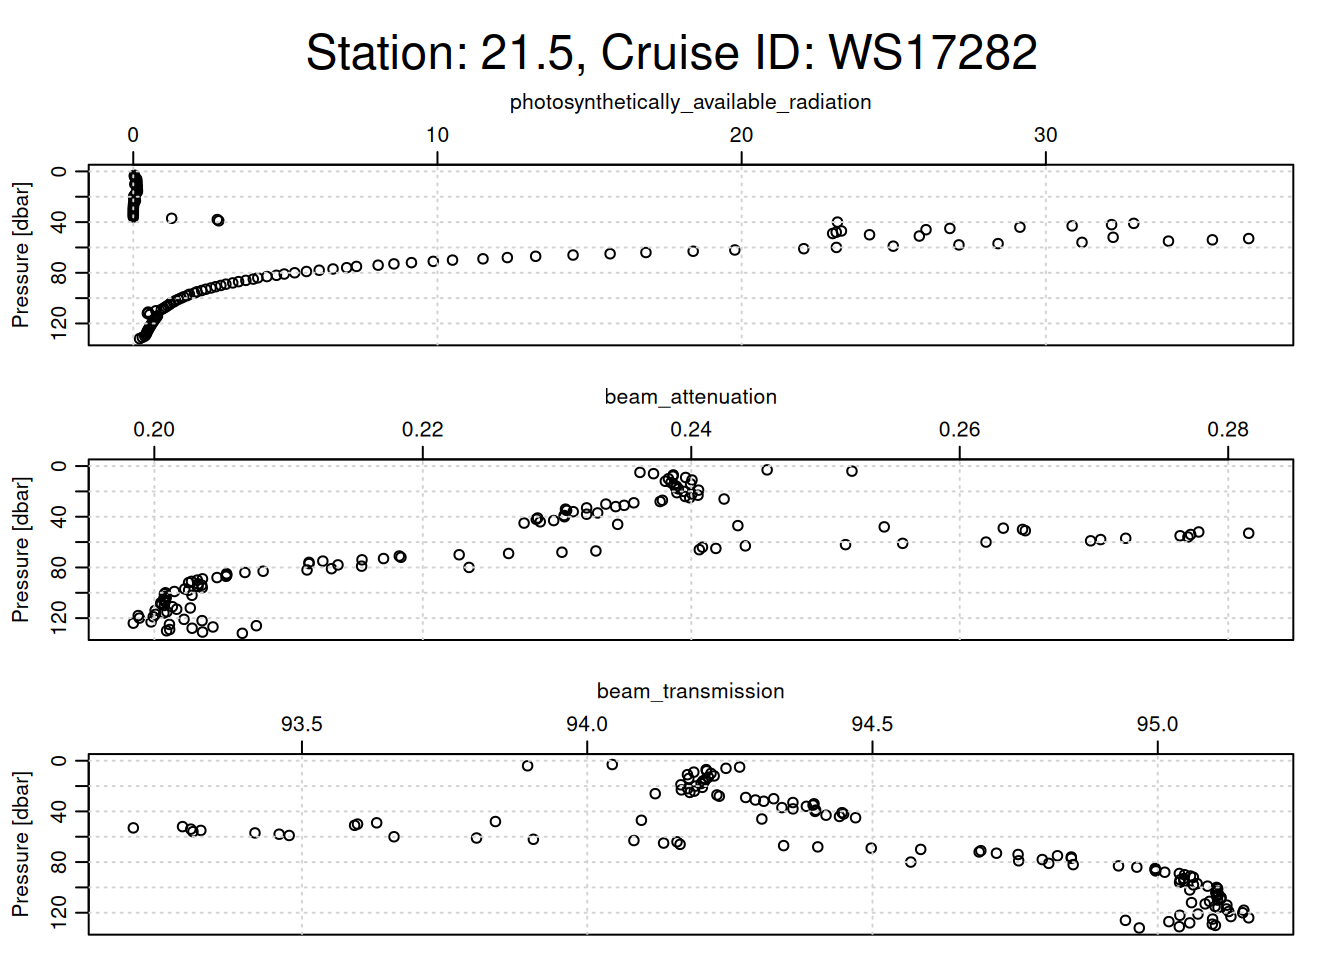 Station: 21.5, Cruise ID: WS17282
photosynthetically_available_radiation
0 10 20 30
Pressure [dbar]
0 40 80 120
beam_attenuation
0.20 0.22 0.24 0.26 0.28
Pressure [dbar]
0 40 80 120
beam_transmission
93.5 94.0 94.5 95.0
Pressure [dbar]
0 40 80 120